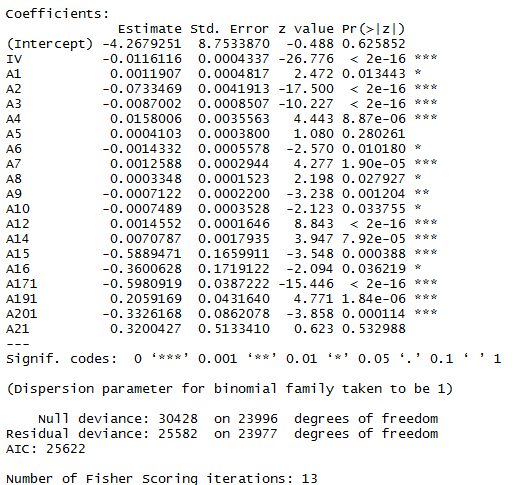 Coefficients:
              Estimate Std. Error z value Pr(>|z|)
(Intercept) -4.2679251  8.7533870  -0.488 0.625852
IV          -0.0116116  0.0004337 -26.776  < 2e-16 ***
A1           0.0011907  0.0004817   2.472 0.013443 *
A2          -0.0733469  0.0041913 -17.500  < 2e-16 ***
A3          -0.0087002  0.0008507 -10.227  < 2e-16 ***
A4           0.0158006  0.0035563   4.443 8.87e-06 ***
A5           0.0004103  0.0003800   1.080 0.280261
A6          -0.0014332  0.0005578  -2.570 0.010180 *
A7           0.0012588  0.0002944   4.277 1.90e-05 ***
A8           0.0003348  0.0001523   2.198 0.027927 *
A9          -0.0007122  0.0002200  -3.238 0.001204 **
A10         -0.0007489  0.0003528  -2.123 0.033755 *
A12          0.0014552  0.0001646   8.843  < 2e-16 ***
A14          0.0070787  0.0017935   3.947 7.92e-05 ***
A15         -0.5889471  0.1659911  -3.548 0.000388 ***
A16         -0.3600628  0.1719122  -2.094 0.036219 *
A171        -0.5980919  0.0387222 -15.446  < 2e-16 ***
A191         0.2059169  0.0431640   4.771 1.84e-06 ***
A201        -0.3326168  0.0862078  -3.858 0.000114 ***
A21          0.3200427  0.5133410   0.623 0.532988
---
Signif. codes:  0 ‘***’ 0.001 ‘**’ 0.01 ‘*’ 0.05 ‘.’ 0.1 ‘ ’ 1
(Dispersion parameter for binomial family taken to be 1)
    Null deviance: 30428  on 23996  degrees of freedom
Residual deviance: 25582  on 23977  degrees of freedom
AIC: 25622
Number of Fisher Scoring iterations: 13